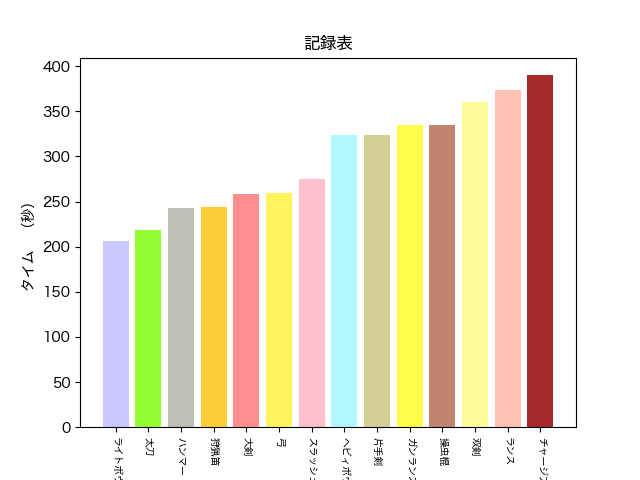 記録表
タイム （秒）
400
350
300
250
200
150
100
50
0
ライトボウ
太刀
ハンマー
狩猟笛
大剣
弓
スラッシュ
ヘビィボウ
片手剣
ガンランス
操虫棍
双剣
ランス
チャージア